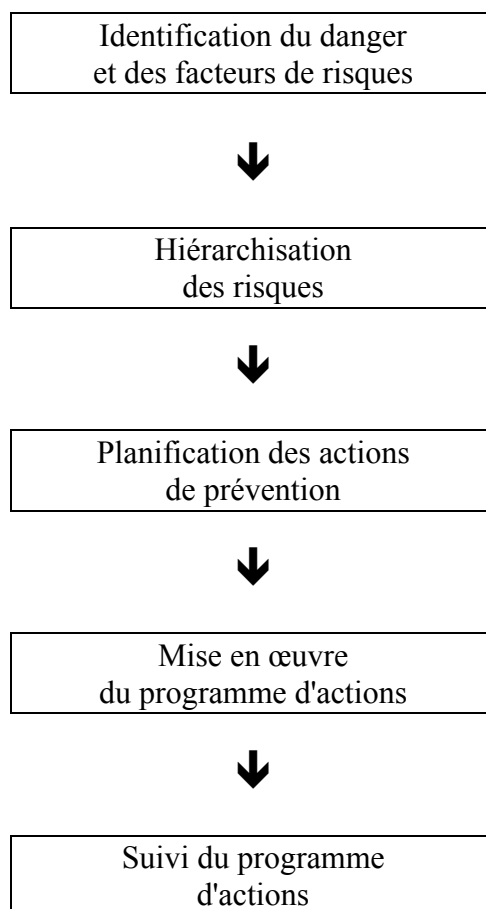 Identification du danger
et des facteurs de risques
Hiérarchisation
des risques
Planification des actions
de prévention
Mise en œuvre
du programme d'actions
Suivi du programme
d'actions